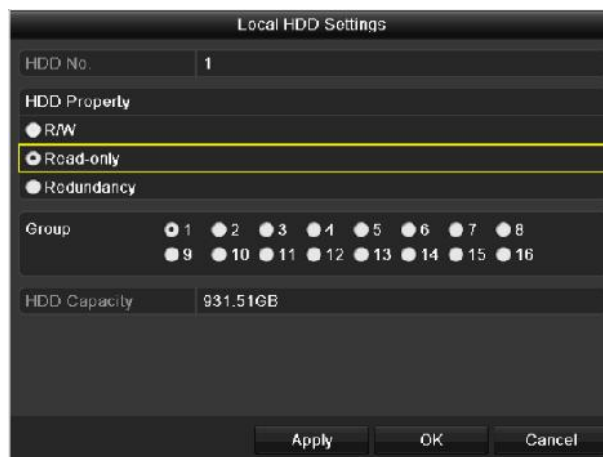 Local HDD Settings
HDD No. 1
HDD Property
R/W
Read-only
Redundancy
Group 1 2 3 4 5 6 7 8
9 10 11 12 13 14 15 16
HDD Capacity 931.51GB
Apply OK Cancel